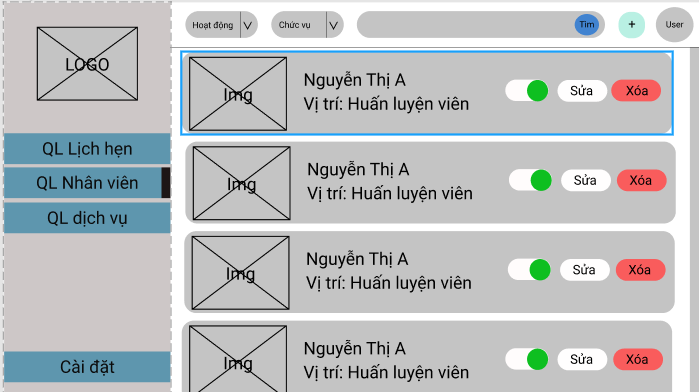 LOGO
QL Lịch hẹn
QL Nhân viên
QL dịch vụ
Cài đặt
Hoạt động
Chức vụ
Tìm
+
User
Img
Nguyễn Thị A
Vị trí: Huấn luyện viên
Sửa
Xóa
Img
Nguyễn Thị A
Vị trí: Huấn luyện viên
Sửa
Xóa
Img
Nguyễn Thị A
Vị trí: Huấn luyện viên
Sửa
Xóa
Img
Nguyễn Thị A
Vị trí: Huấn luyện viên
Sửa
Xóa